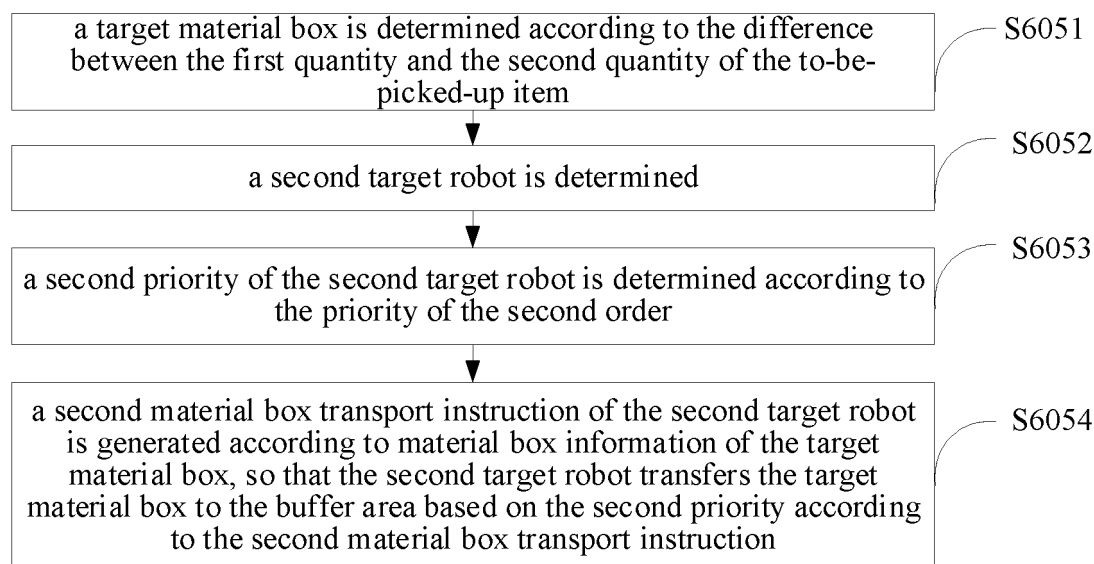 a target material box is determined according to the difference
between the first quantity and the second quantity of the to-be-
picked-up item
S6051
a second target robot is determined
S6052
a second priority of the second target robot is determined according to
the priority of the second order
S6053
a second material box transport instruction of the second target robot
is generated according to material box information of the target
material box, so that the second target robot transfers the target
material box to the buffer area based on the second priority according
to the second material box transport instruction
S6054